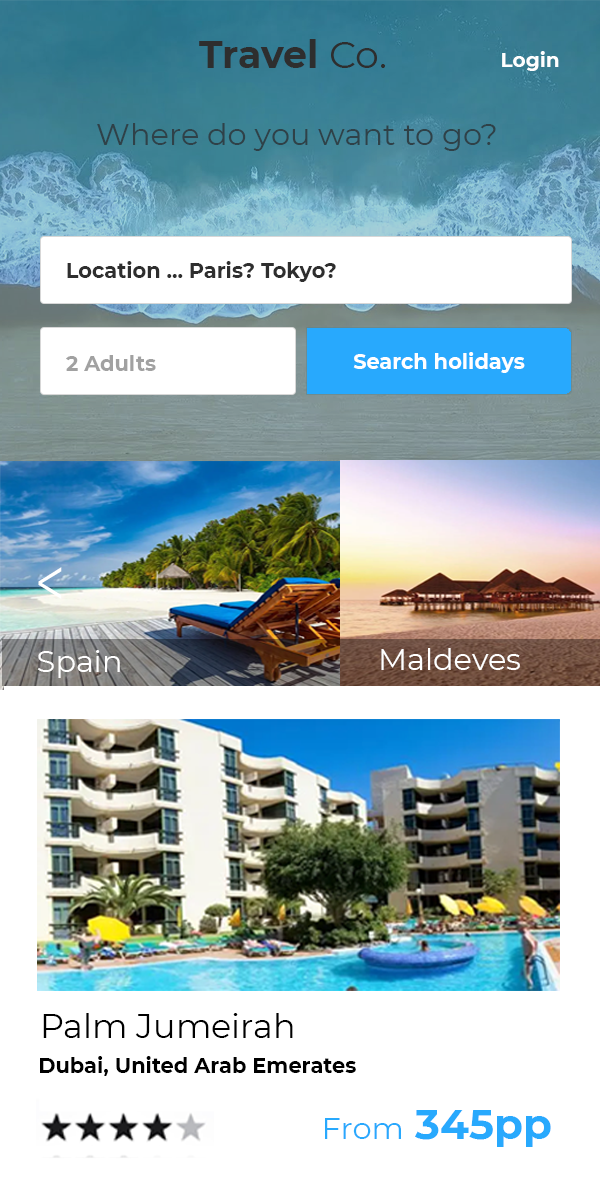 Travel Co.
Login
Where do you want to go?
Location ... Paris? Tokyo?
2 Adults
Search holidays
Spain
Maldeves
Palm Jumeirah
Dubai, United Arab Emerates
From 345pp